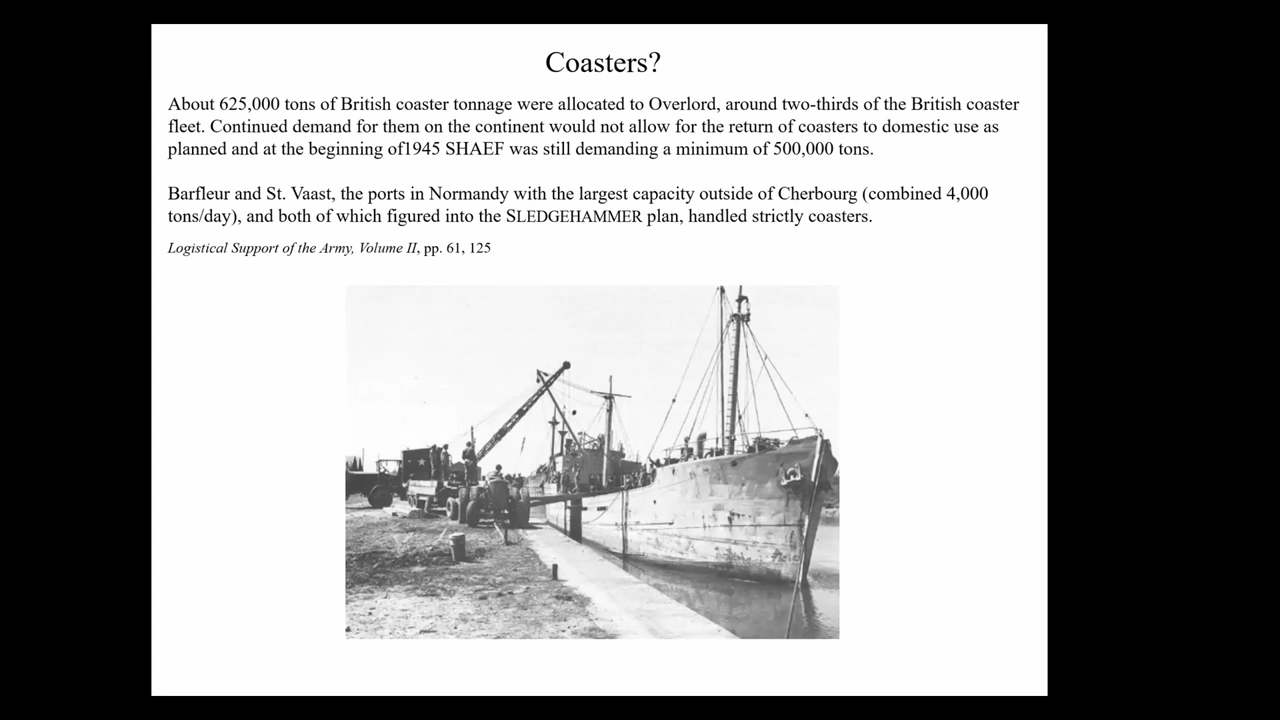 Coasters?
About 625,000 tons of British coaster tonnage were allocated to Overlord, around two-thirds of the British coaster
fleet. Continued demand for them on the continent would not allow for the return of coasters to domestic use as
planned and at the beginning of1945 SHAEF was still demanding a minimum of 500,000 tons.
Barfleur and St. Vaast, the ports in Normandy with the largest capacity outside of Cherbourg (combined 4,000
tons/day), and both of which figured into the SLEDGEHAMMER plan, handled strictly coasters.
Logistical Support of the Army, Volume II, pp. 61, 125